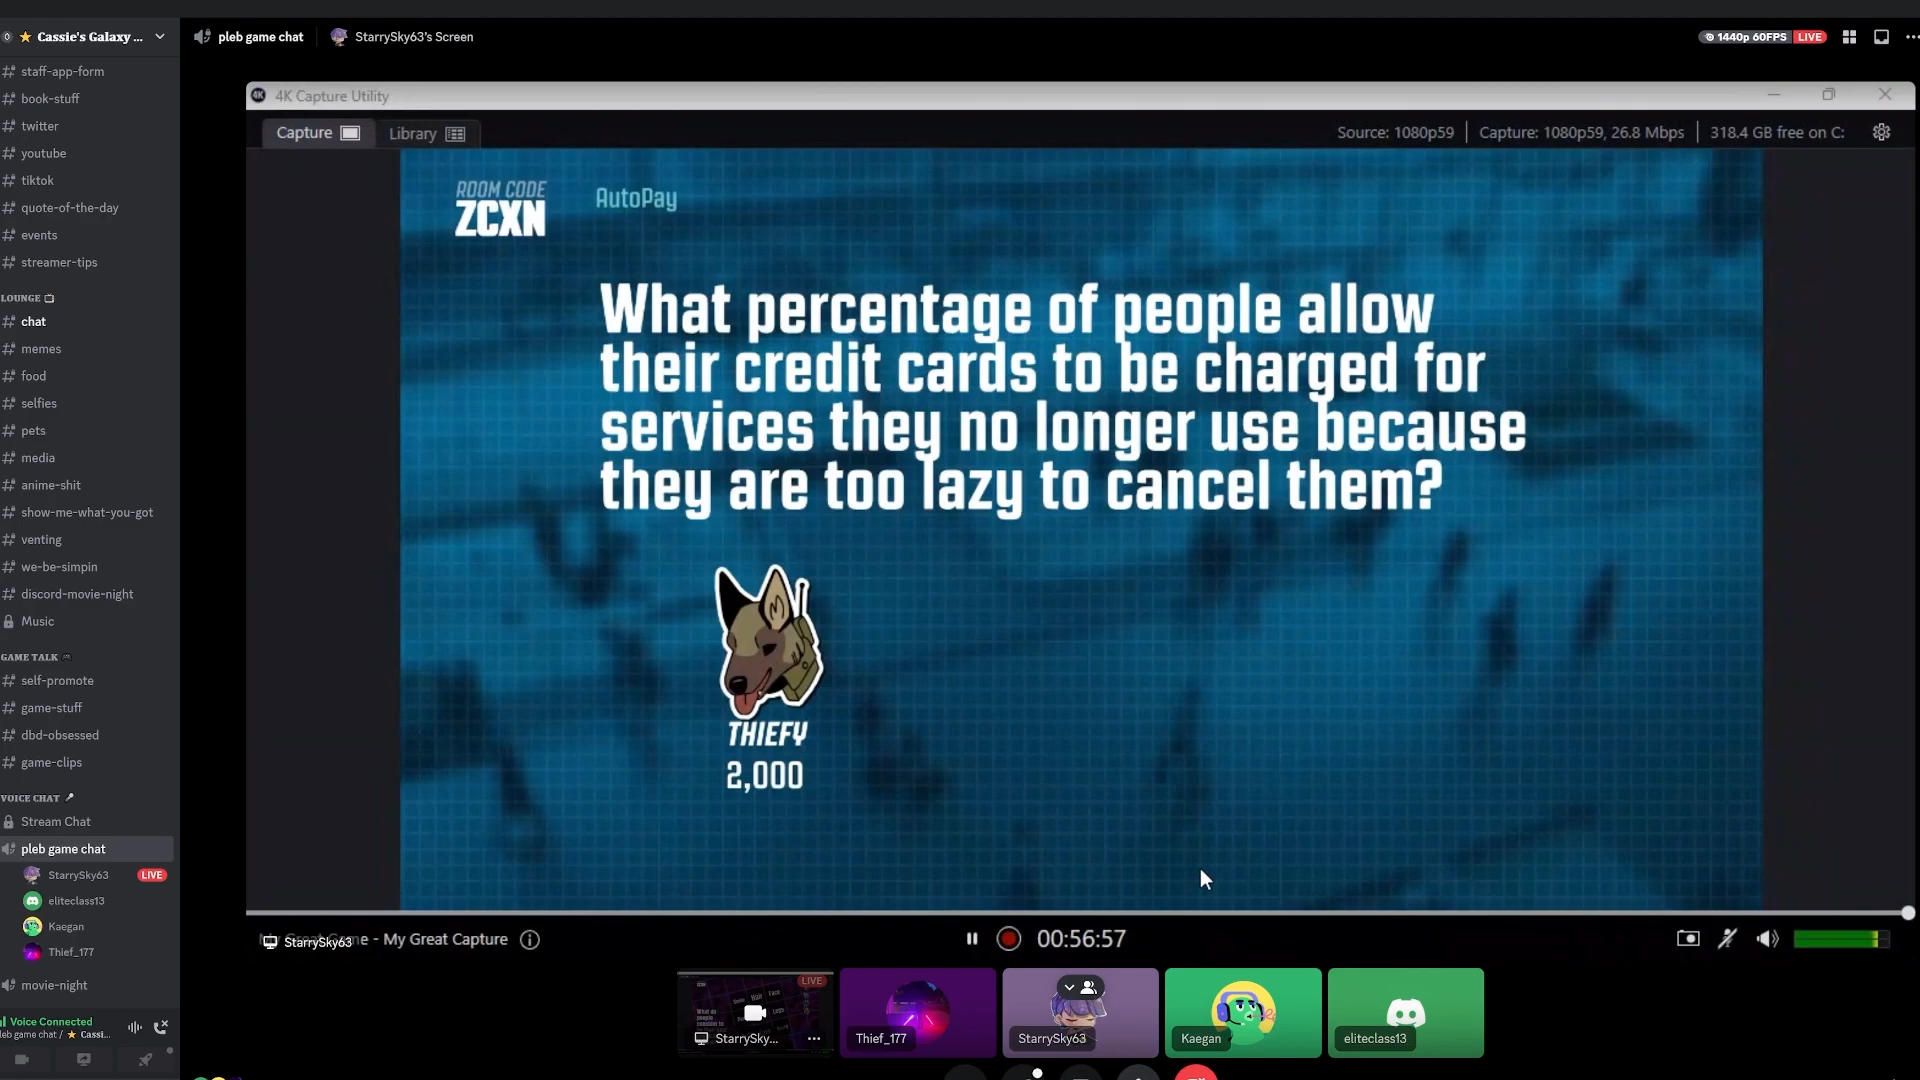 Cassie's Galaxy ...
staff-app-form
book-stuff
twitter
youtube
tiktok
quote-of-the-day
events
streamer-tips
LOUNGE
chat
memes
food
selfies
pets
media
anime-shit
show-me-what-you-got
venting
we-be-simpin
discord-movie-night
Music
GAME TALK
self-promote
game-stuff
dbd-obsessed
game-clips
VOICE CHAT
Stream Chat
pleb game chat
StarrySky63 LIVE
eliteclass13
Kaegan
Thief_177
movie-night
Voice Connected
leb game chat / Cassi...
pleb game chat
StarrySky63's Screen
1440p 60FPS LIVE
4K Capture Utility
Capture
Library
Source: 1080p59
Capture: 1080p59, 26.8 Mbps
318.4 GB free on C:
ROOM CODE
ZCXN
AutoPay
What percentage of people allow
their credit cards to be charged for
services they no longer use because
they are too lazy to cancel them?
THIEFY
2,000
StarrySky63
- My Great Capture
00:56:57
LIVE
StarrySky...
Thief_177
StarrySky63
Kaegan
eliteclass13